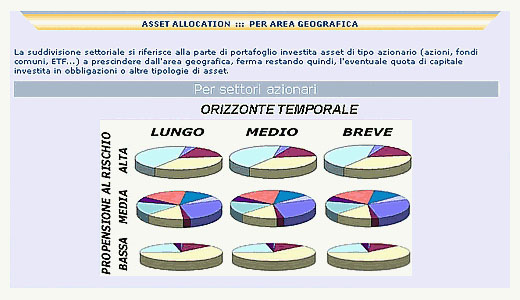 ASSET ALLOCATION ::: PER AREA GEOGRAFICA
La suddivisione settoriale si riferisce alla parte di portafoglio investita asset di tipo azionario (azioni, fondi
comuni, ETF...) a prescindere dall'area geografica, ferma restando quindi, l'eventuale quota di capitale
investita in obbligazioni o altre tipologie di asset.
Per settori azionari
ORIZZONTE TEMPORALE
LUNGO MEDIO BREVE
PROPENSIONE AL RISCHIO
ALTA
MEDIA
BASSA